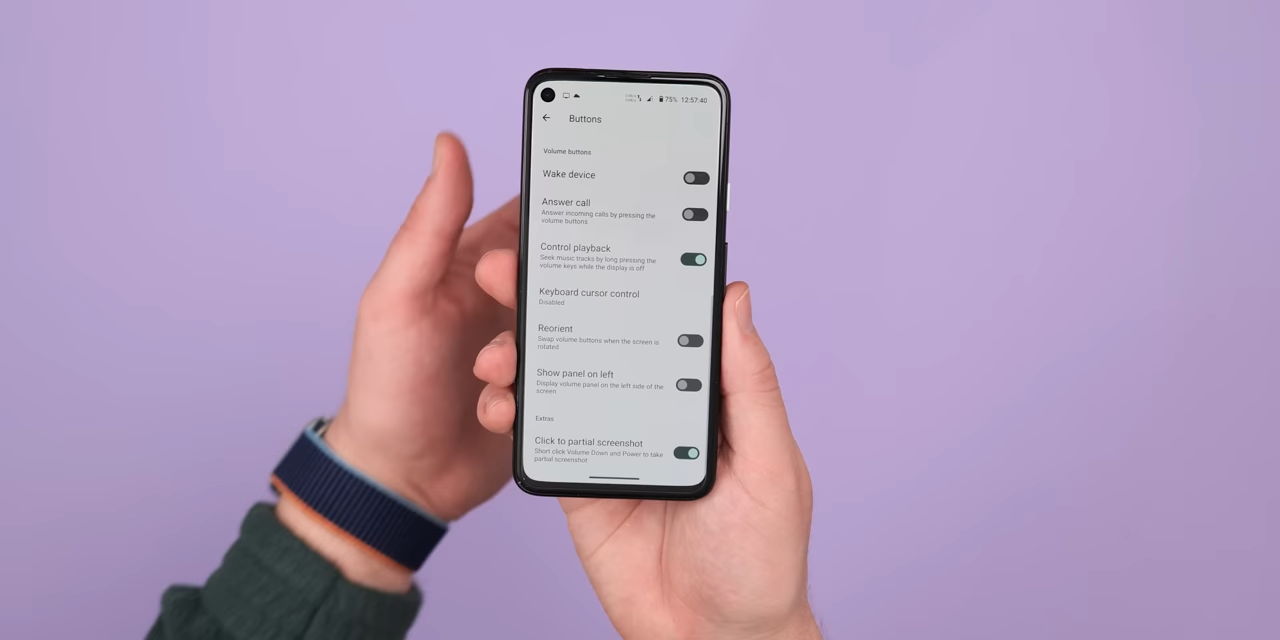 75% 12:57:40
Buttons
Volume buttons
Wake device
Answer call
Answer incoming calls by pressing the
volume buttons
Control playback
Seek music tracks by long pressing the
volume keys while the display is off
Keyboard cursor control
Disabled
Reorient
Swap volume buttons when the screen is
rotated
Show panel on left
Display volume panel on the left side of the
screen
Extras
Click to partial screenshot
Short click Volume Down and Power to take
partial screenshot